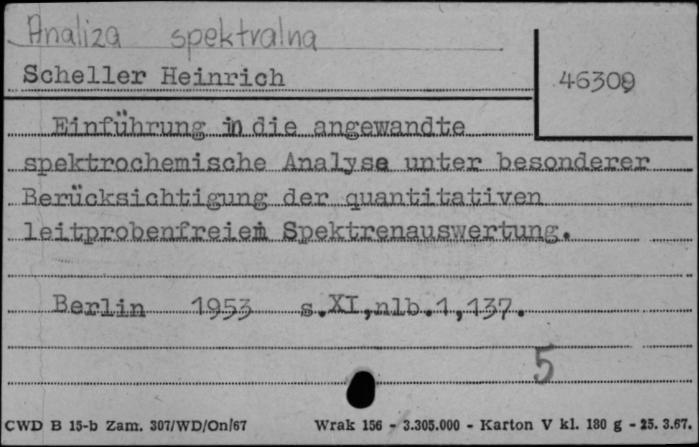 Analiza spektralna
Scheller Heinrich
46309
Einführung in die angewandte
spektrochemische Analyse unter besonderer
Berücksichtigung der quantitativen
leitprobenfreien Spektrenauswertung.
Berlin 1953 s.XI,nlb.1,137.
5
CWD B 15-b Zam. 307/WD/On/67 Wrak 156 - 3.305.000 - Karton V kl. 180 g - 25. 3.67.